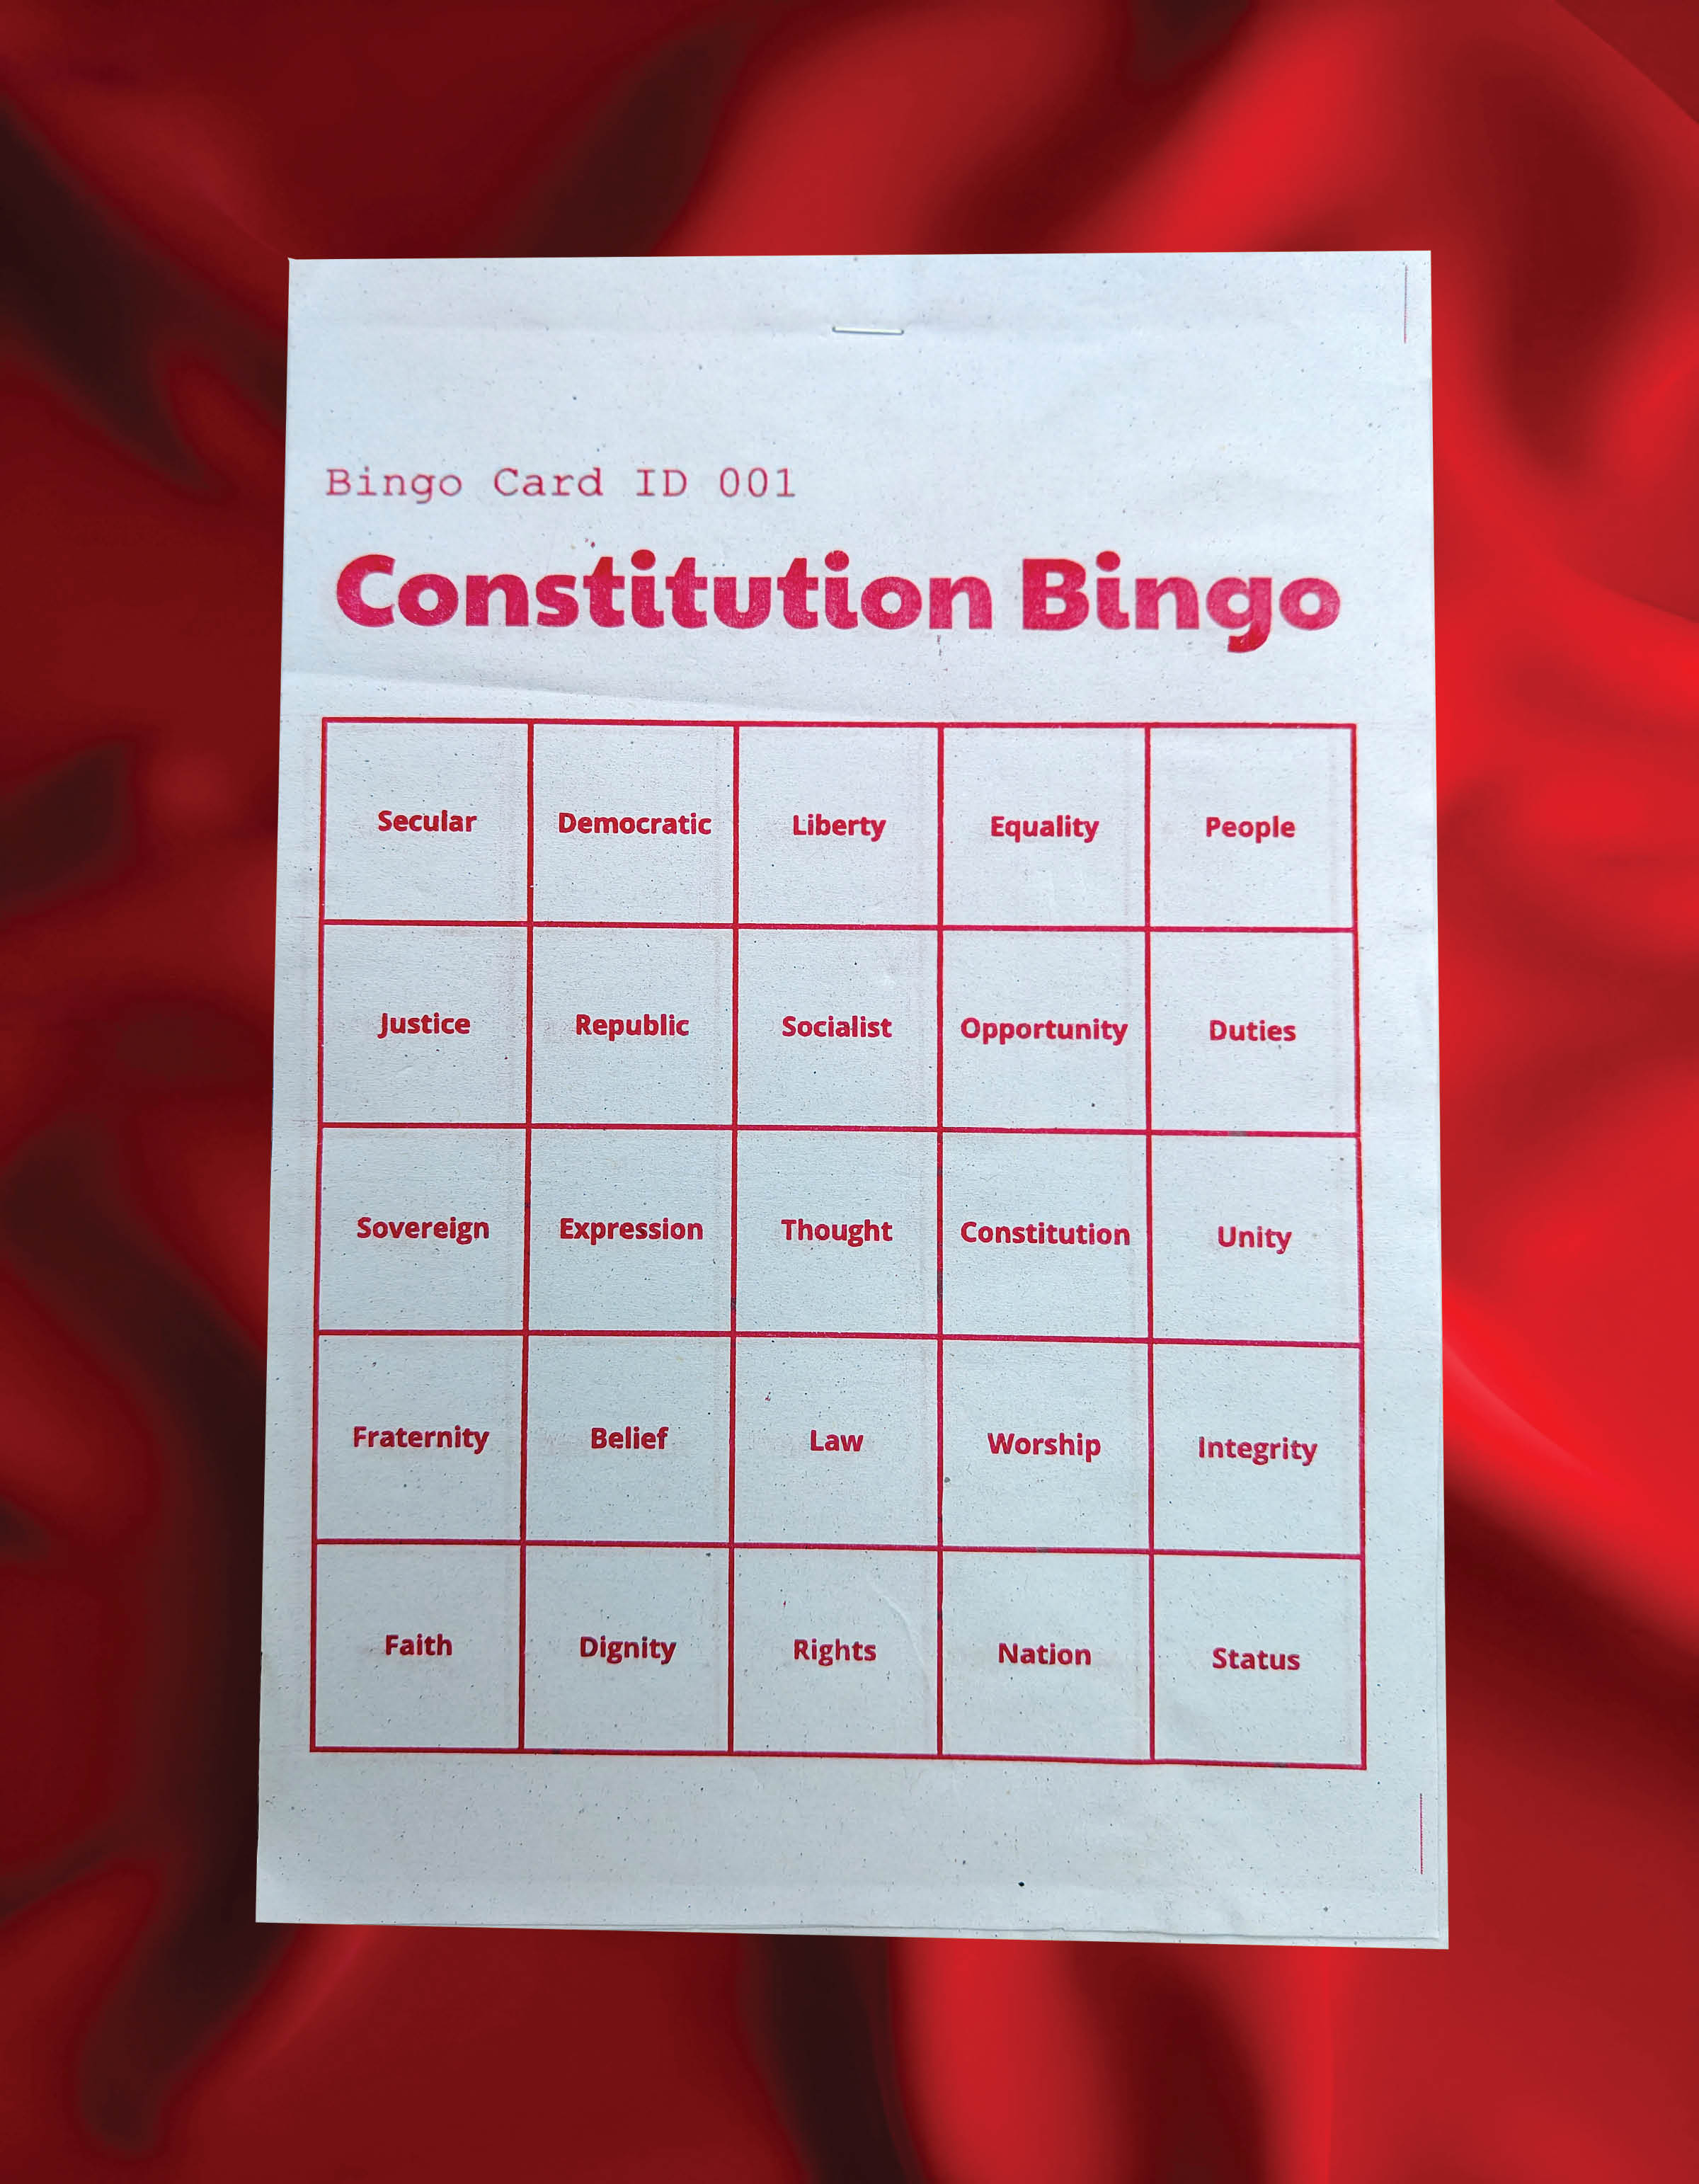 Bingo Card ID 001
Constitution Bingo
Secular Democratic Liberty Equality People
Justice Republic Socialist Opportunity Duties
Sovereign Expression Thought Constitution Unity
Fraternity Belief Law Worship Integrity
Faith Dignity Rights Nation Status